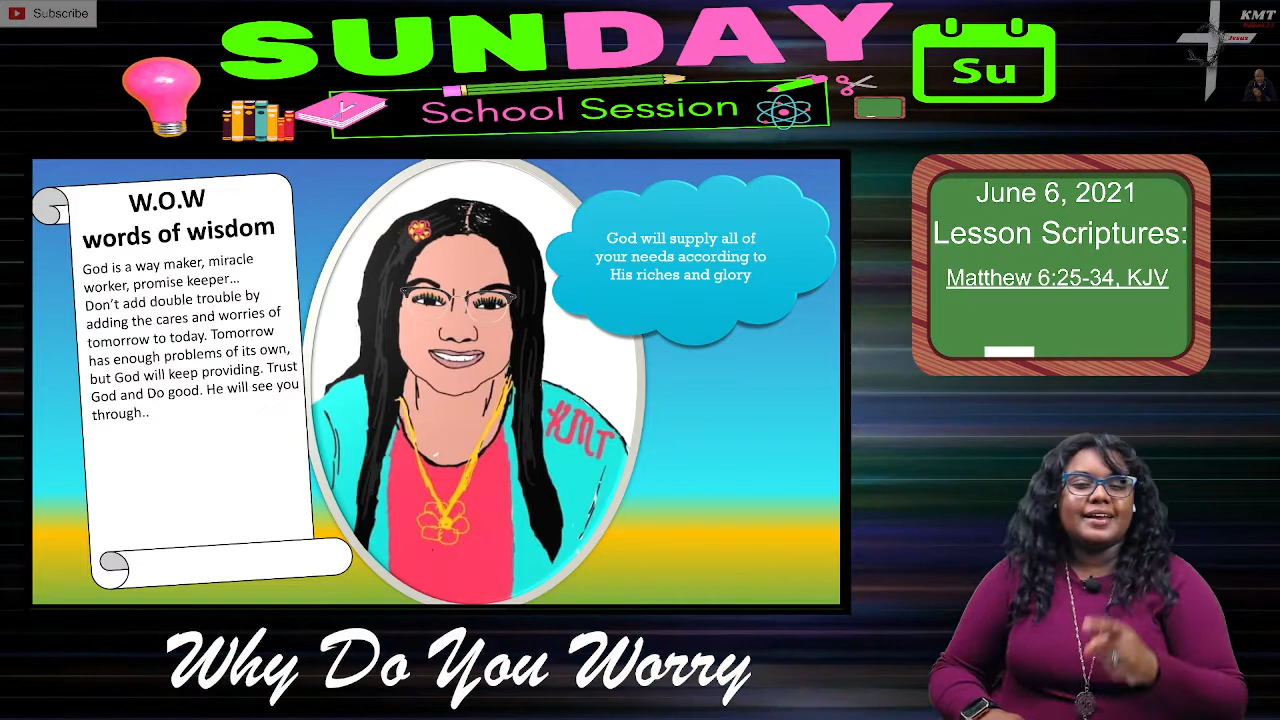 Subscribe
SUNDAY
School Session
Su
KMT
Jesus
W.O.W
words of wisdom
God is a way maker, miracle
worker, promise keeper...
Don't add double trouble by
adding the cares and worries of
tomorrow to today. Tomorrow
has enough problems of its own,
but God will keep providing. Trust
God and Do good. He will see you
through..
God will supply all of
your needs according to
His riches and glory
KMT
June 6, 2021
Lesson Scriptures:
Matthew 6:25-34, KJV
Why Do You Worry